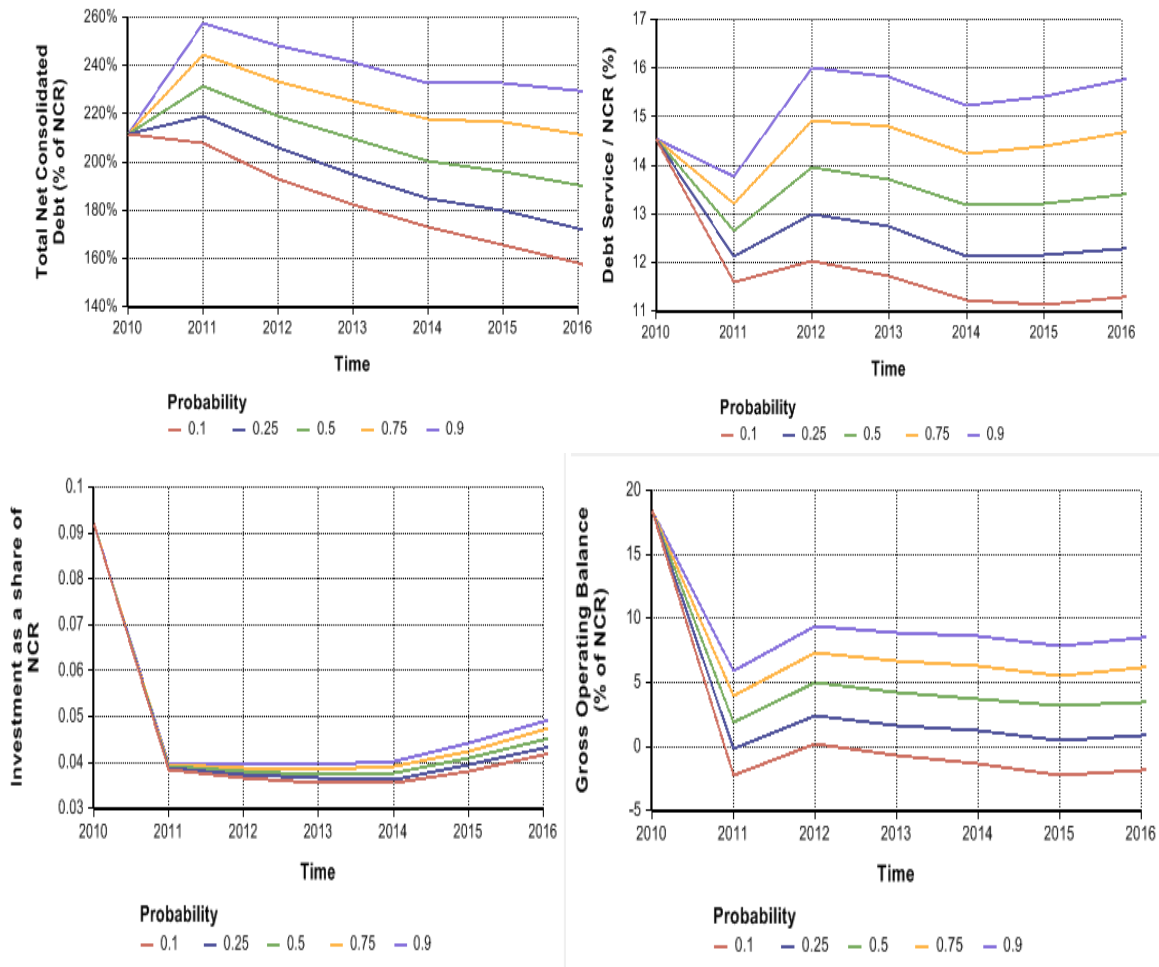 Total Net Consolidated
Debt (% of NCR)
260%
240%
220%
200%
180%
160%
140%
2010 2011 2012 2013 2014 2015 2016
Time
Probability
0.1 0.25 0.5 0.75 0.9
Debt Service / NCR (%)
17
16
15
14
13
12
11
2010 2011 2012 2013 2014 2015 2016
Time
Probability
0.1 0.25 0.5 0.75 0.9
Investment as a share of
NCR
0.1
0.09
0.08
0.07
0.06
0.05
0.04
0.03
2010 2011 2012 2013 2014 2015 2016
Time
Probability
0.1 0.25 0.5 0.75 0.9
Gross Operating Balance
(% of NCR)
20
15
10
5
0
-5
2010 2011 2012 2013 2014 2015 2016
Time
Probability
0.1 0.25 0.5 0.75 0.9